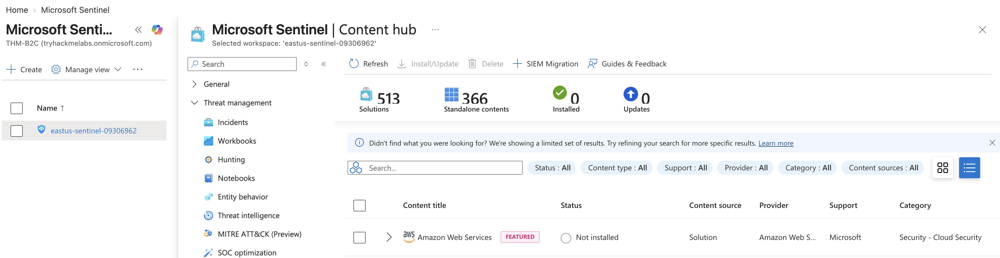 Home > Microsoft Sentinel
Microsoft Senti...
THM-B2C (tryhackmelabs.onmicrosoft.com)
Create
Manage view
...
Name ↑
eastus-sentinel-09306962
Microsoft Sentinel | Content hub
...
Selected workspace: 'eastus-sentinel-09306962'
Search
General
Threat management
Incidents
Workbooks
Hunting
Notebooks
Entity behavior
Threat intelligence
MITRE ATT&CK (Preview)
SOC optimization
Refresh
Install/Update
Delete
SIEM Migration
Guides & Feedback
513
Solutions
366
Standalone contents
0
Installed
0
Updates
Didn't find what you were looking for? We're showing a limited set of results. Try refining your search for more specific results. Learn more
Search...
Status : All
Content type : All
Support : All
Provider : All
Category : All
Content sources : All
Content title
Status
Content source
Provider
Support
Category
aws
Amazon Web Services
FEATURED
Not installed
Solution
Amazon Web S...
Microsoft
Security - Cloud Security